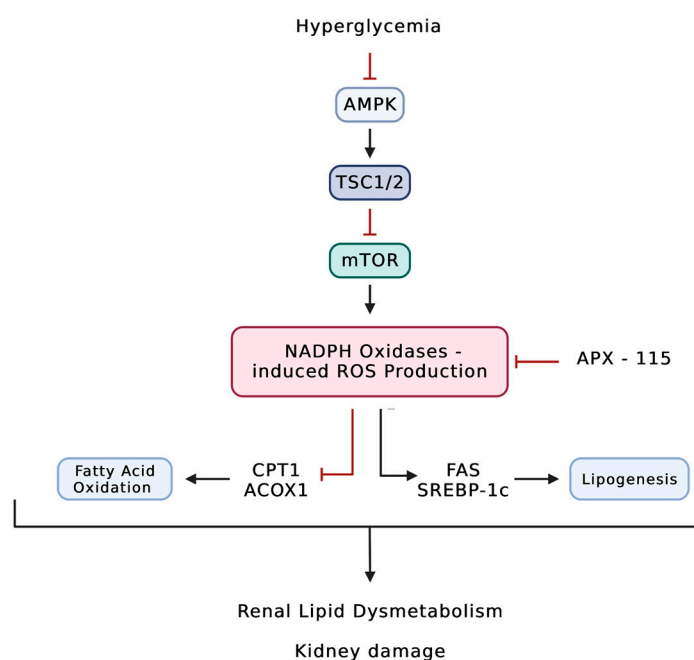 Hyperglycemia
AMPK
TSC1/2
mTOR
NADPH Oxidases -
induced ROS Production
APX - 115
Fatty Acid
Oxidation
CPT1
ACOX1
FAS
SREBP-1c
Lipogenesis
Renal Lipid Dysmetabolism
Kidney damage